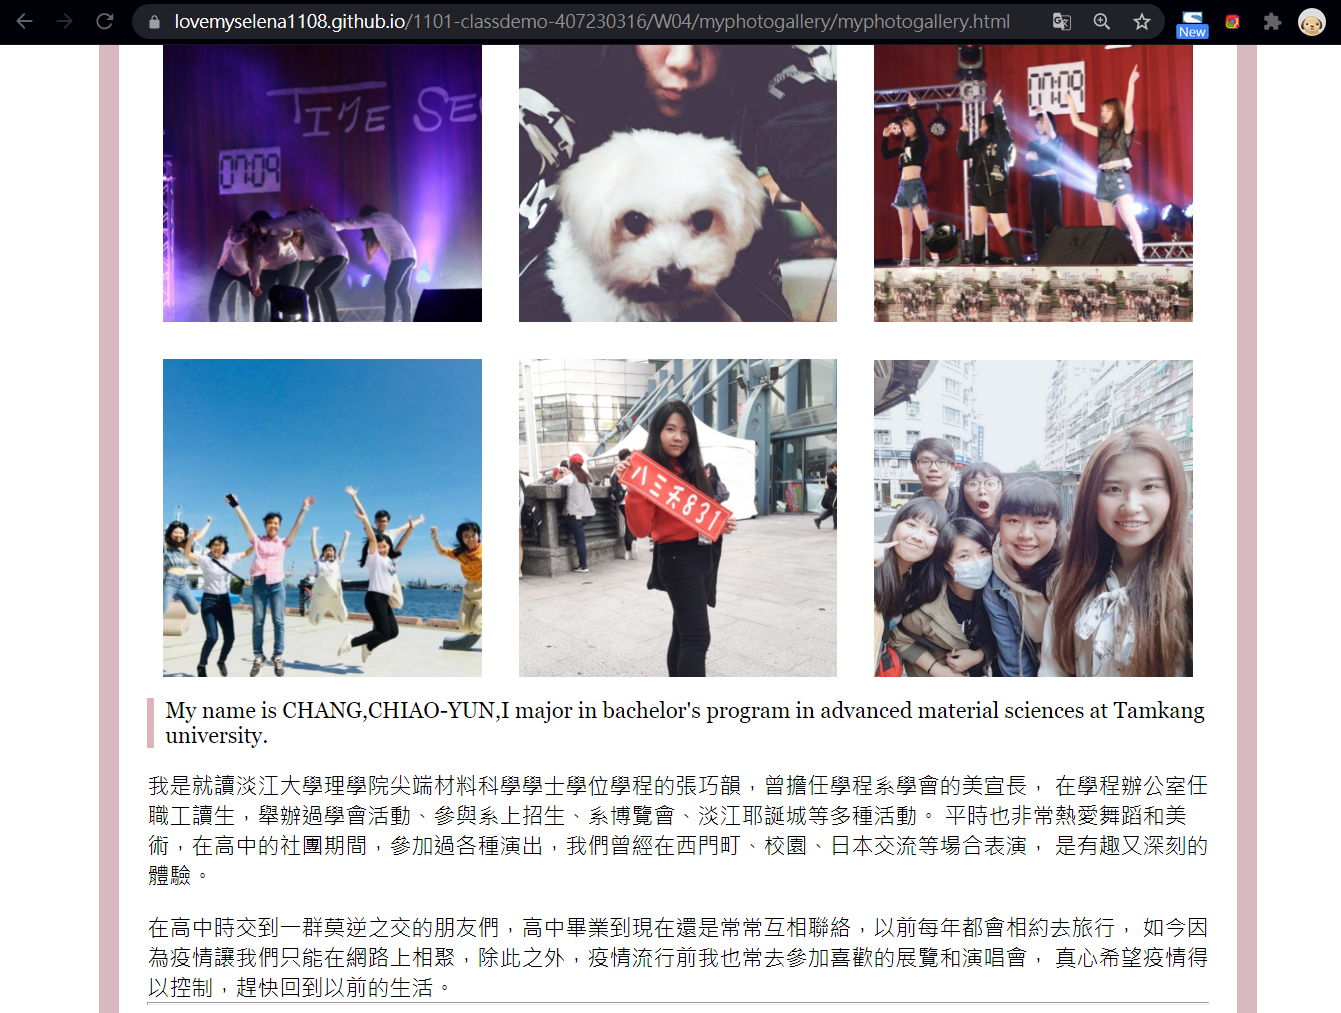 lovemyselena1108.github.io/1101-classdemo-407230316/W04/myphotogallery/myphotogallery.html
New
TIME SE
07:09
07:09
Time Secret
八三夭831
My name is CHANG,CHIAO-YUN,I major in bachelor's program in advanced material sciences at Tamkang
university.
我是就讀淡江大學理學院尖端材料科學學士學位學程的張巧韻，曾擔任學程系學會的美宣長， 在學程辦公室任
職工讀生，舉辦過學會活動、參與系上招生、系博覽會、淡江耶誕城等多種活動。 平時也非常熱愛舞蹈和美
術，在高中的社團期間，參加過各種演出，我們曾經在西門町、校園、日本交流等場合表演， 是有趣又深刻的
體驗。
在高中時交到一群莫逆之交的朋友們，高中畢業到現在還是常常互相聯絡，以前每年都會相約去旅行， 如今因
為疫情讓我們只能在網路上相聚，除此之外，疫情流行前我也常去參加喜歡的展覽和演唱會， 真心希望疫情得
以控制，趕快回到以前的生活。